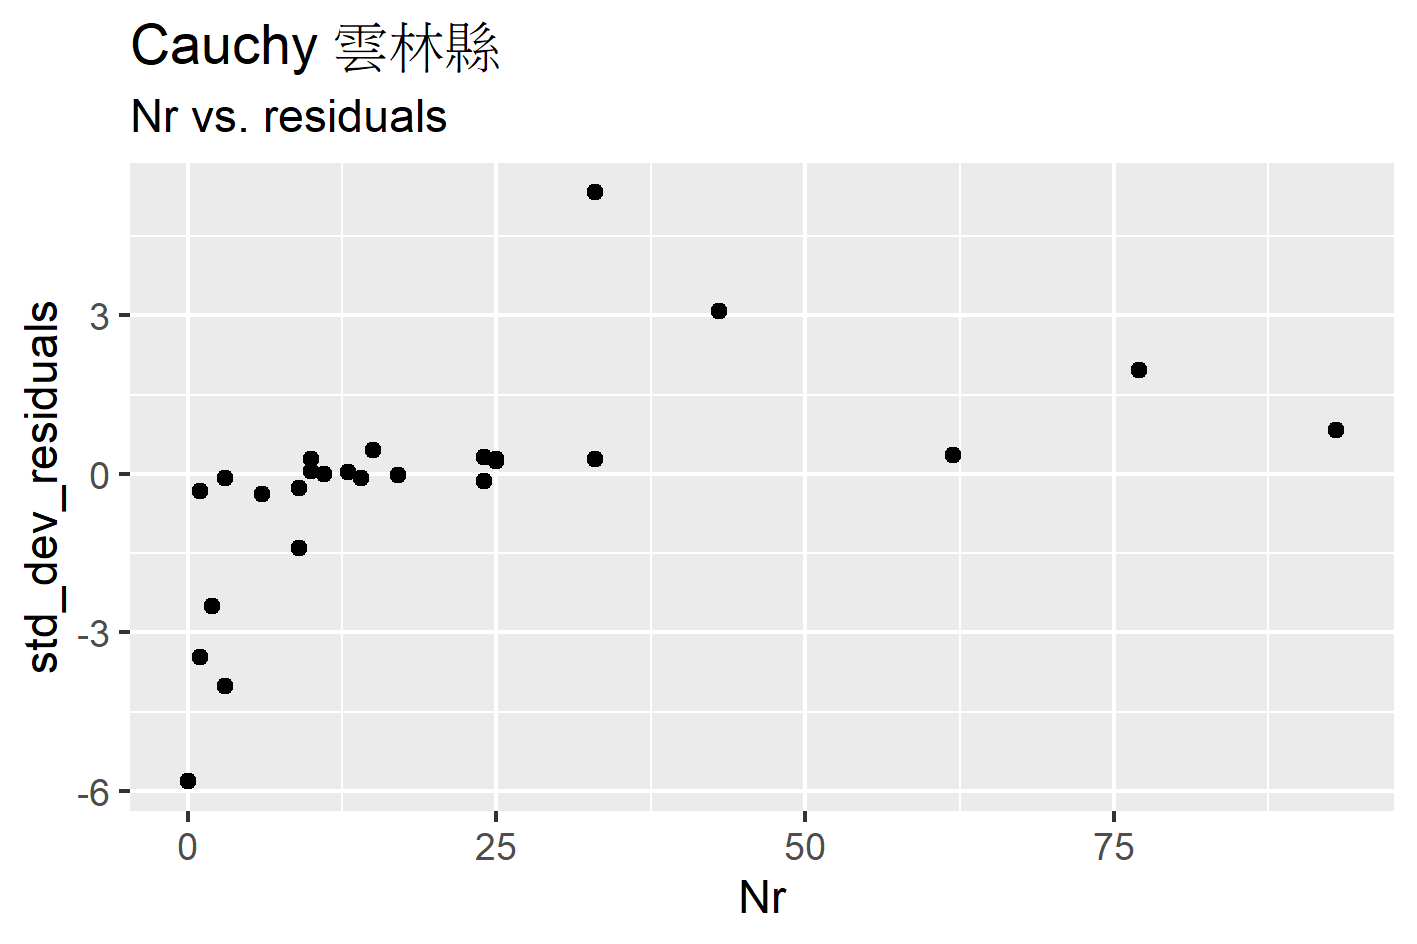 Cauchy 雲林縣
Nr vs. residuals
std_dev_residuals
3
0
-3
-6
0 25 50 75
Nr